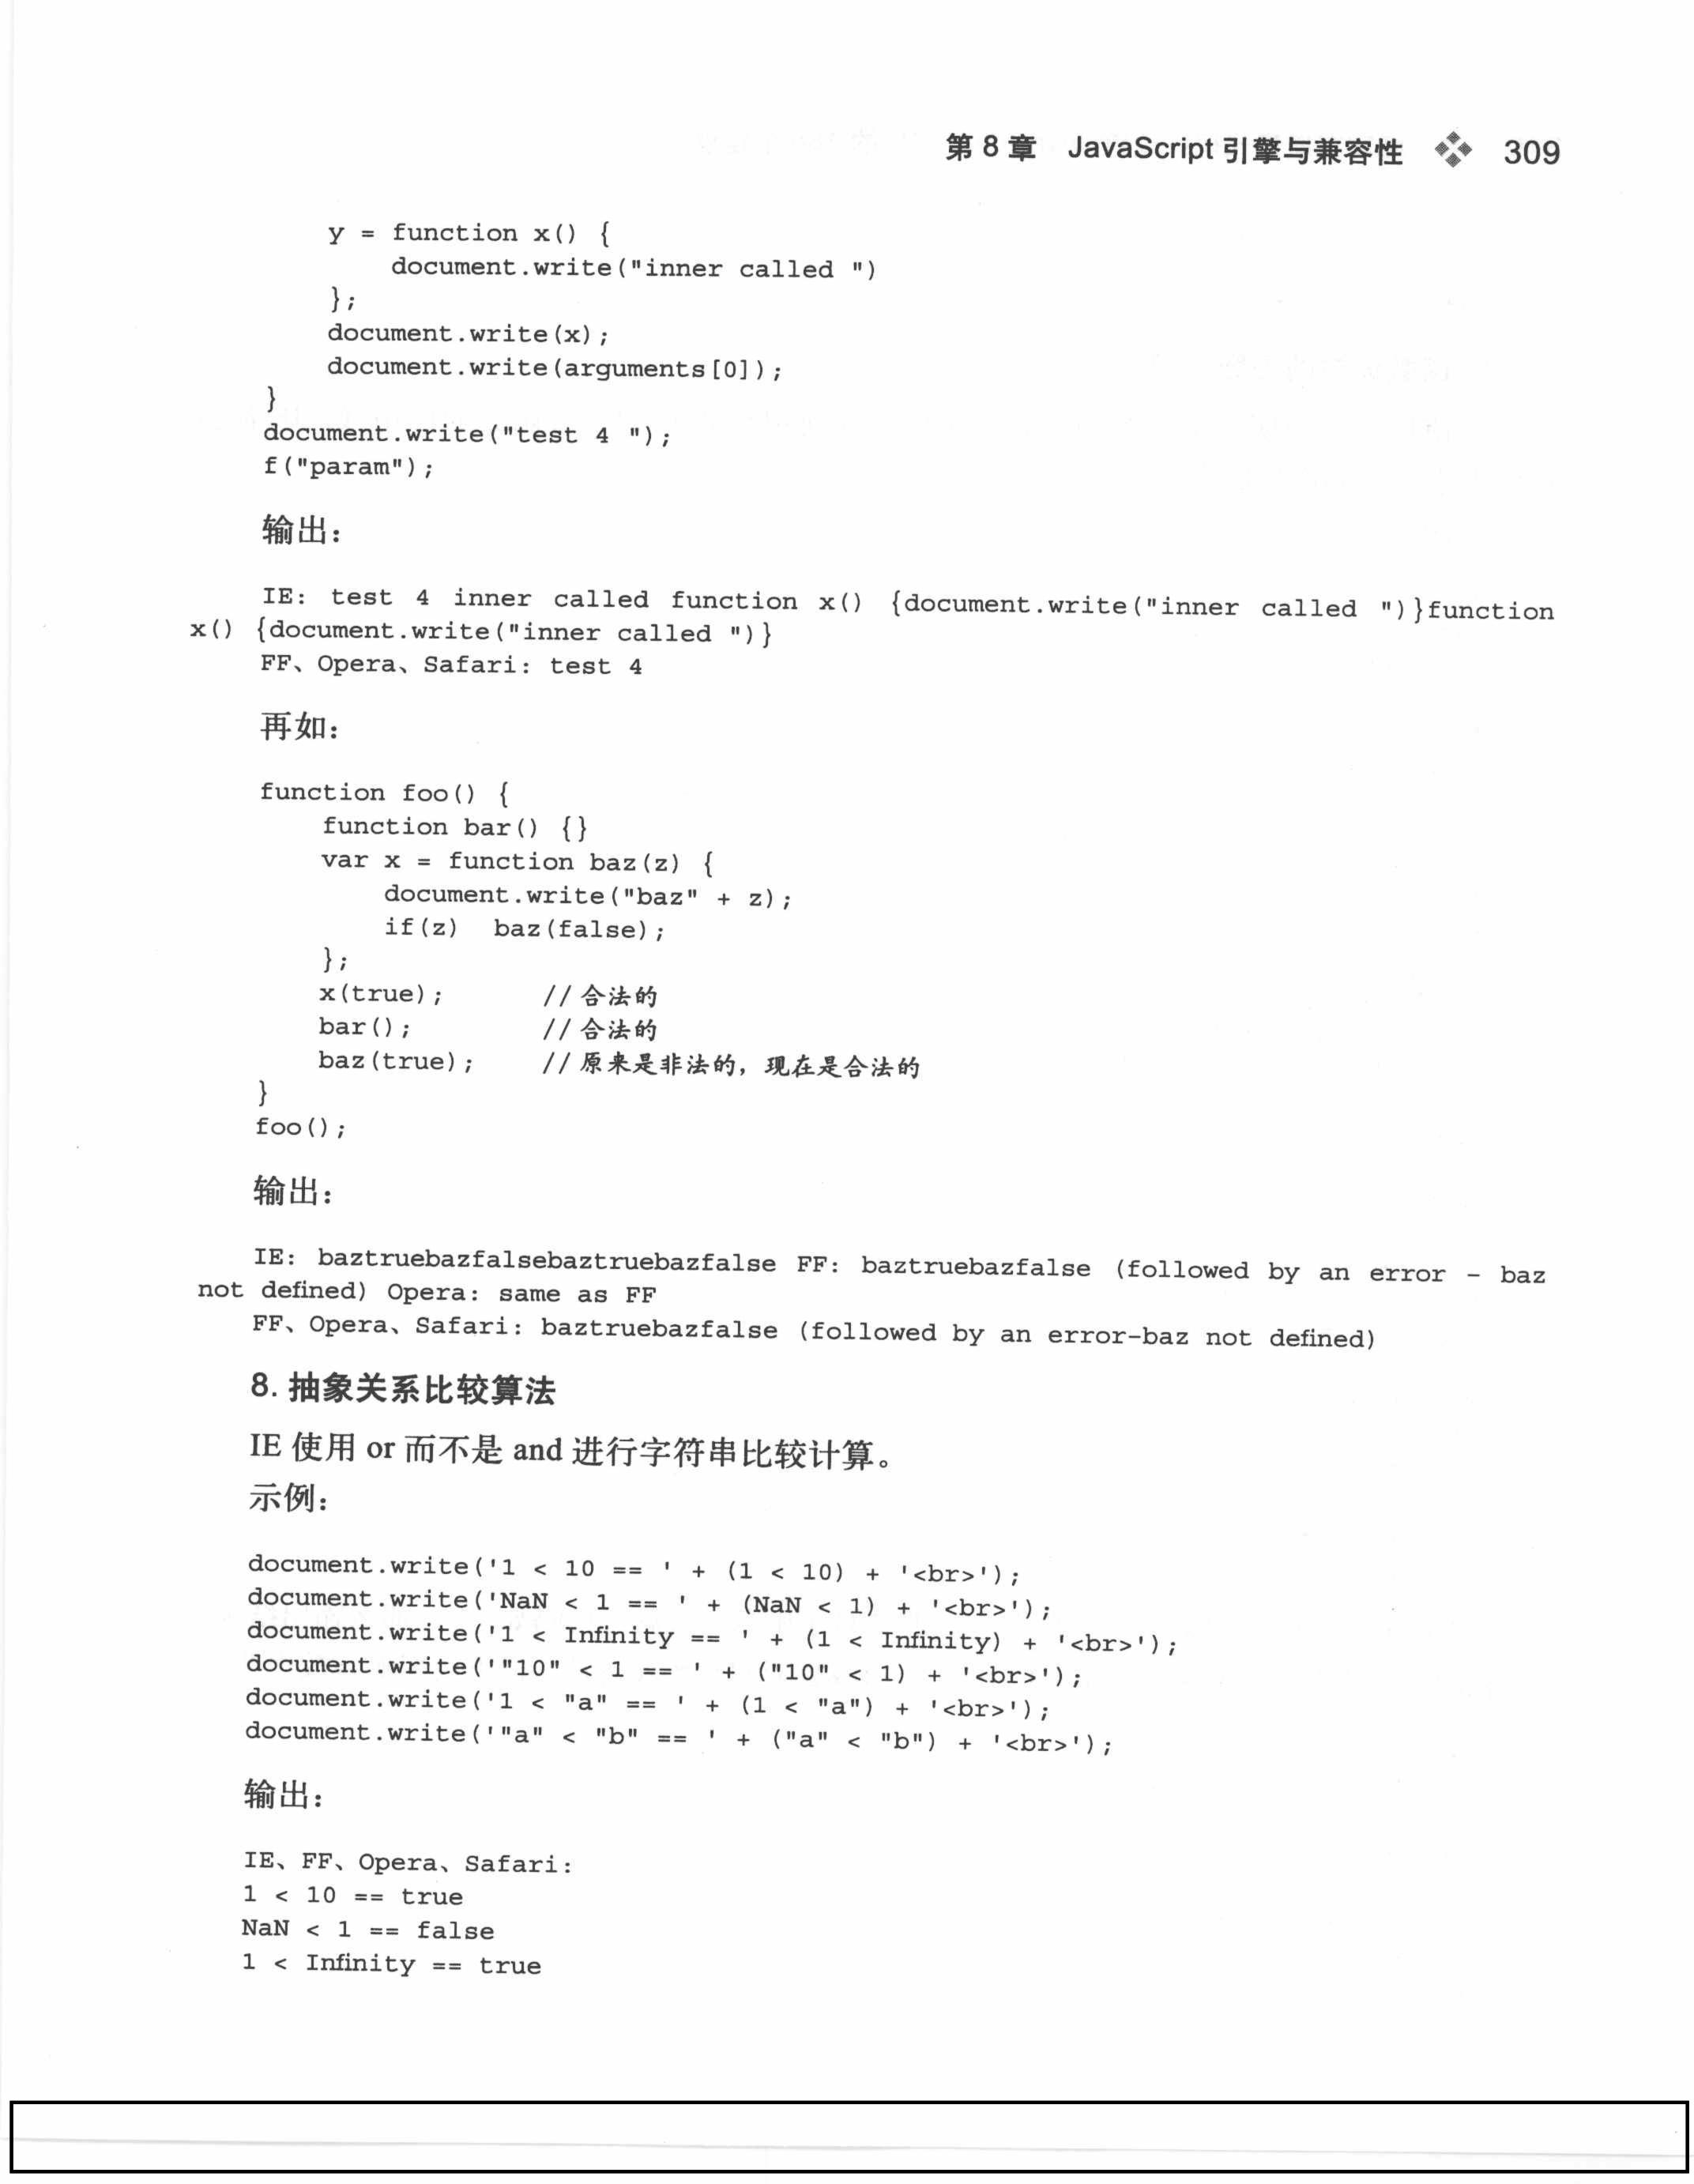 第 8 章 JavaScript 引擎与兼容性 309
y = function x() {
document.write("inner called ")
};
document.write(x);
document.write(arguments[0]);
}
document.write("test 4 ");
f("param");
输出：
IE: test 4 inner called function x() {document.write("inner called ")}function
x() {document.write("inner called ")}
FF、Opera、Safari: test 4
再如：
function foo() {
function bar() {}
var x = function baz(z) {
document.write("baz" + z);
if(z) baz(false);
};
x(true); // 合法的
bar(); // 合法的
baz(true); // 原来是非法的，现在是合法的
}
foo();
输出：
IE: baztruebazfalsebaztruebazfalse FF: baztruebazfalse (followed by an error – baz
not defined) Opera: same as FF
FF、Opera、Safari: baztruebazfalse (followed by an error-baz not defined)
8. 抽象关系比较算法
IE 使用 or 而不是 and 进行字符串比较计算。
示例：
document.write('1 < 10 == ' + (1 < 10) + '<br>');
document.write('NaN < 1 == ' + (NaN < 1) + '<br>');
document.write('1 < Infinity == ' + (1 < Infinity) + '<br>');
document.write('"10" < 1 == ' + ("10" < 1) + '<br>');
document.write('1 < "a" == ' + (1 < "a") + '<br>');
document.write('"a" < "b" == ' + ("a" < "b") + '<br>');
输出：
IE、FF、Opera、Safari:
1 < 10 == true
NaN < 1 == false
1 < Infinity == true